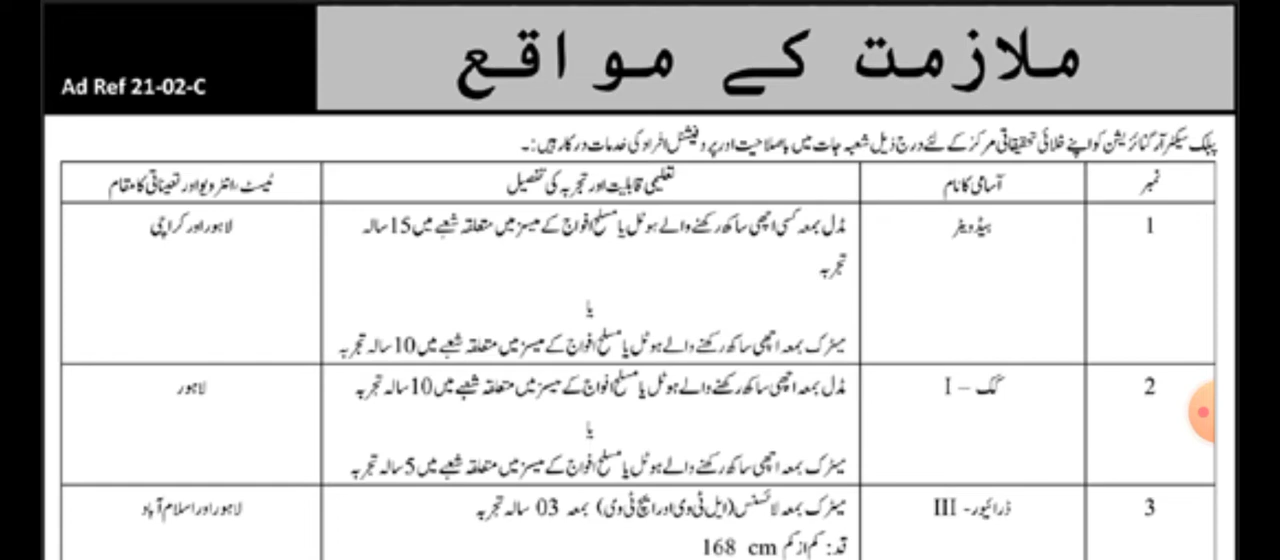 ملازمت کے مواقع
Ad Ref 21-02-C
پبلک سیکٹر آرگنائزیشن کو اپنے خلائی تحقیقاتی مرکز کے لئے درج ذیل شعبہ جات میں باصلاحیت اور پروفیشنل افراد کی خدمات درکار ہیں:۔
نمبر آسامی کا نام تعلیمی قابلیت اور تجربہ کی تفصیل ٹیسٹ، انٹرویو اور تعیناتی کا مقام
1 ہیڈ ویٹر مڈل بمعہ کسی اچھی ساکھ رکھنے والے ہوٹل یا مسلح افواج کے میسز میں متعلقہ شعبے میں 15 سالہ لاہور اور کراچی
تجربہ
یا
میٹرک بمعہ اچھی ساکھ رکھنے والے ہوٹل یا مسلح افواج کے میسز میں متعلقہ شعبے میں 10 سالہ تجربہ
2 کُک – I مڈل بمعہ اچھی ساکھ رکھنے والے ہوٹل یا مسلح افواج کے میسز میں متعلقہ شعبے میں 10 سالہ تجربہ لاہور
یا
میٹرک بمعہ اچھی ساکھ رکھنے والے ہوٹل یا مسلح افواج کے میسز میں متعلقہ شعبے میں 5 سالہ تجربہ
3 ڈرائیور- III میٹرک بمعہ لائسنس (ایل ٹی وی اور ایچ ٹی وی) بمعہ 03 سالہ تجربہ لاہور اور اسلام آباد
قد: کم از کم 168 cm